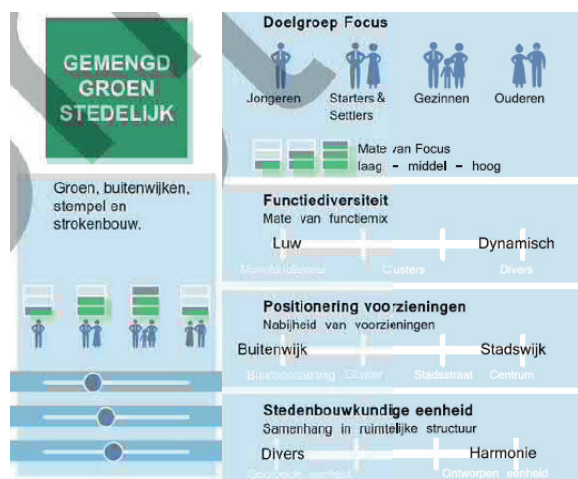 GEMENGD
GROEN
STEDELIJK
Groen, buitenwijken,
stempel en
strokenbouw.
Doelgroep Focus
Jongeren
Starters &
Settlers
Gezinnen
Ouderen
Mate van Focus
laag - middel - hoog
Functiediversiteit
Mate van functiemix
Luw
Dynamisch
Monofunctioneel
Clusters
Divers
Positionering voorzieningen
Nabijheid van voorzieningen
Buitenwijk
Stadswijk
Cluster
Stadsstraat
Centrum
Stedenbouwkundige eenheid
Samenhang in ruimtelijke structuur
Divers
Harmonie
Ontworpen eenheid